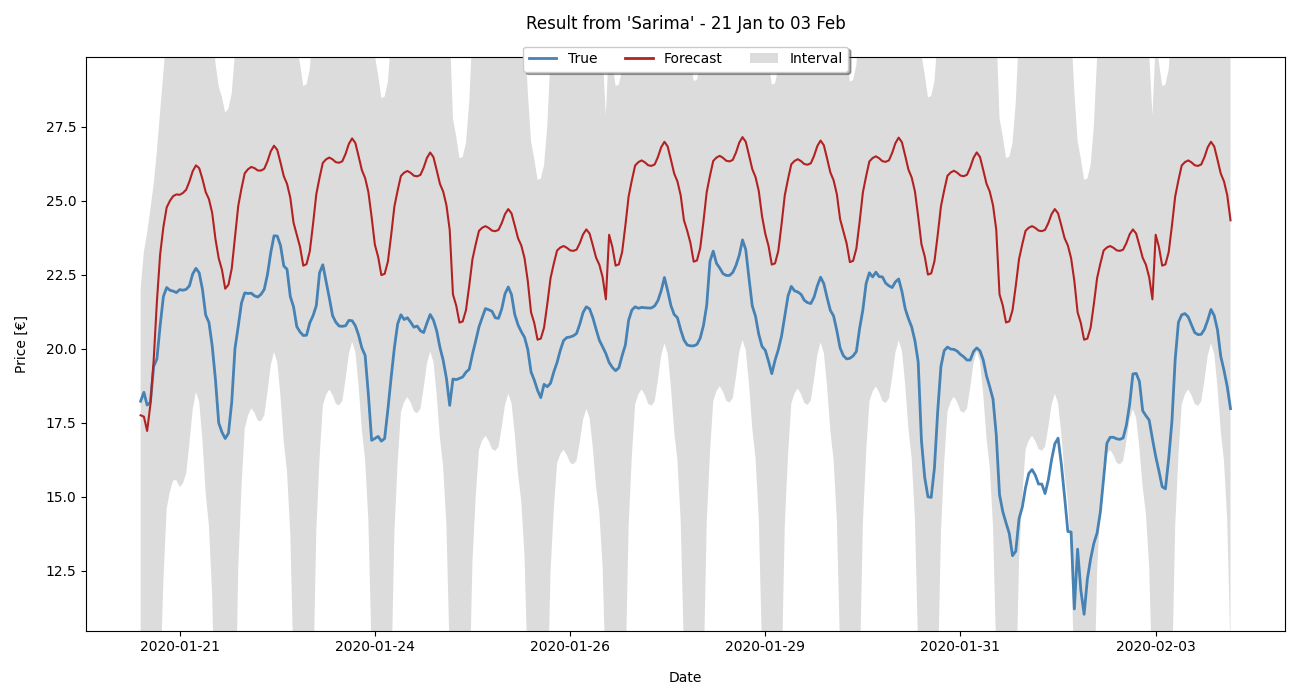 Result from 'Sarima' - 21 Jan to 03 Feb
True Forecast Interval
27.5
25.0
22.5
20.0
17.5
15.0
12.5
Price [€]
2020-01-21 2020-01-24 2020-01-26 2020-01-29 2020-01-31 2020-02-03
Date